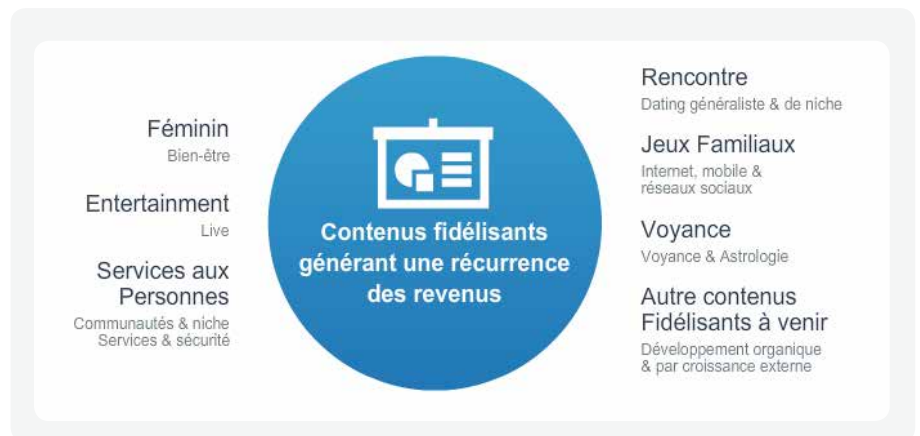 Féminin
Bien-être
Entertainment
Live
Services aux
Personnes
Communautés & niche
Services & sécurité
Contenus fidélisants
générant une récurrence
des revenus
Rencontre
Dating généraliste & de niche
Jeux Familiaux
Internet, mobile &
réseaux sociaux
Voyance
Voyance & Astrologie
Autre contenus
Fidélisants à venir
Développement organique
& par croissance externe